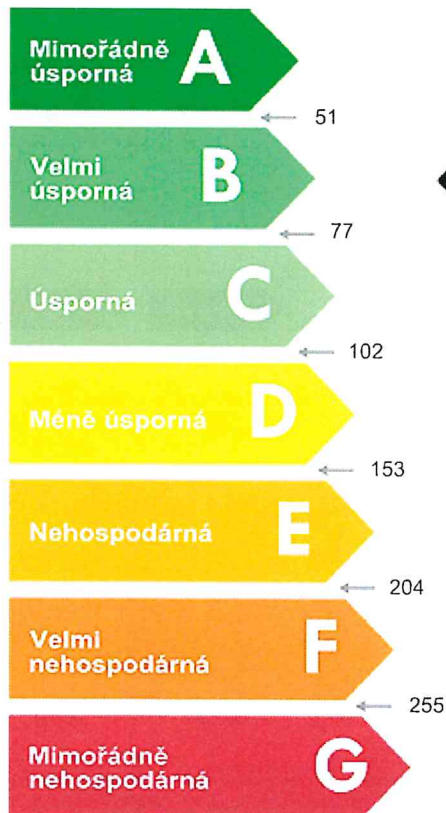 Mimořádně
úsporná
A
51
Velmi
úsporná
B
77
Úsporná
C
102
Méně úsporná
D
153
Nehospodárná
E
204
Velmi
nehospodárná
F
255
Mimořádně
nehospodárná
G